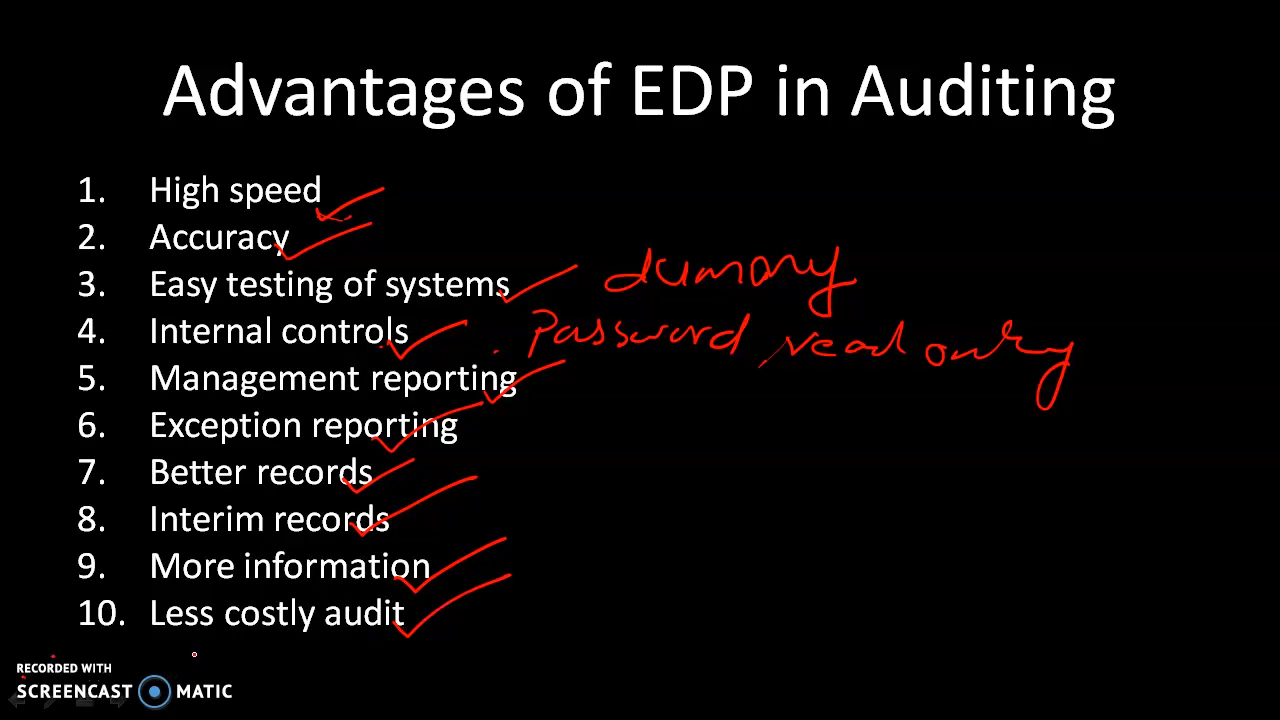 Advantages of EDP in Auditing
1. High speed
2. Accuracy
3. Easy testing of systems dummy
4. Internal controls Password, read only
5. Management reporting
6. Exception reporting
7. Better records
8. Interim records
9. More information
10. Less costly audit
RECORDED WITH
SCREENCAST MATIC